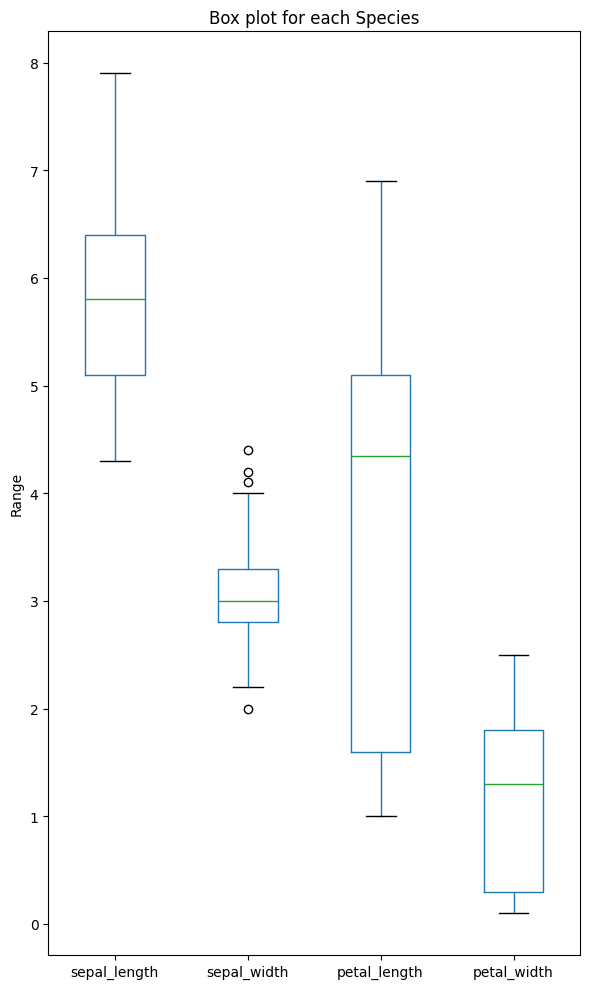 Box plot for each Species
8
7
6
5
4
3
2
1
0
Range
sepal_length
sepal_width
petal_length
petal_width